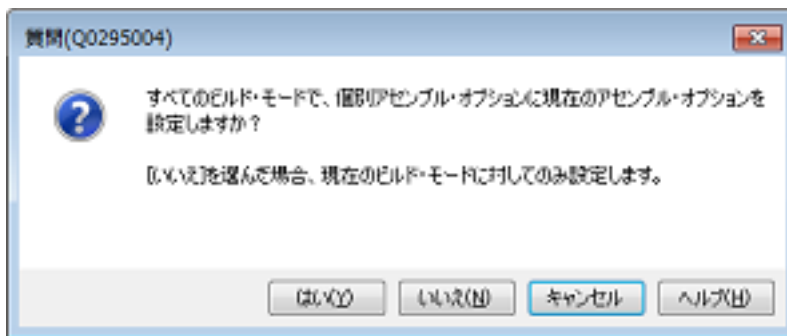 質問(Q0295004)
すべてのビルド・モードで、個別アセンブル・オプションに現在のアセンブル・オプションを
設定しますか?
[いいえ]を選んだ場合、現在のビルド・モードに対してのみ設定します。
はい(Y)
いいえ(N)
キャンセル
ヘルプ(H)